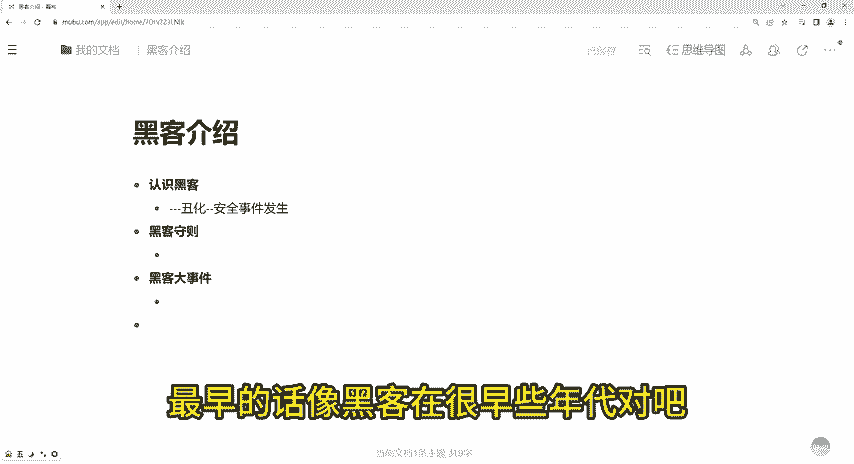 黑客介绍 - 幕布
mubu.com/app/edit/home/
我的文档 | 黑客介绍
思维导图
黑客介绍
认识黑客
---丑化--安全事件发生
黑客守则
黑客大事件
最早的话像黑客在很早些年代对吧